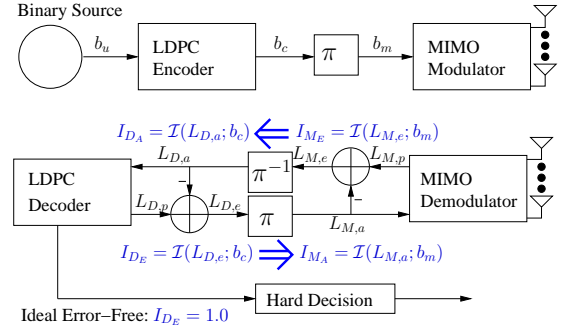 Binary Source
b_u
LDPC
Encoder
b_c
π
b_m
MIMO
Modulator
I_{D_A} = I(L_{D,a}; b_c)
I_{M_E} = I(L_{M,e}; b_m)
LDPC
Decoder
L_{D,a}
π^{-1}
L_{M,e}
L_{M,p}
MIMO
Demodulator
–
–
L_{D,p}
L_{D,e}
π
L_{M,a}
I_{D_E} = I(L_{D,e}; b_c)
I_{M_A} = I(L_{M,a}; b_m)
Hard Decision
Ideal Error–Free: I_{D_E} = 1.0